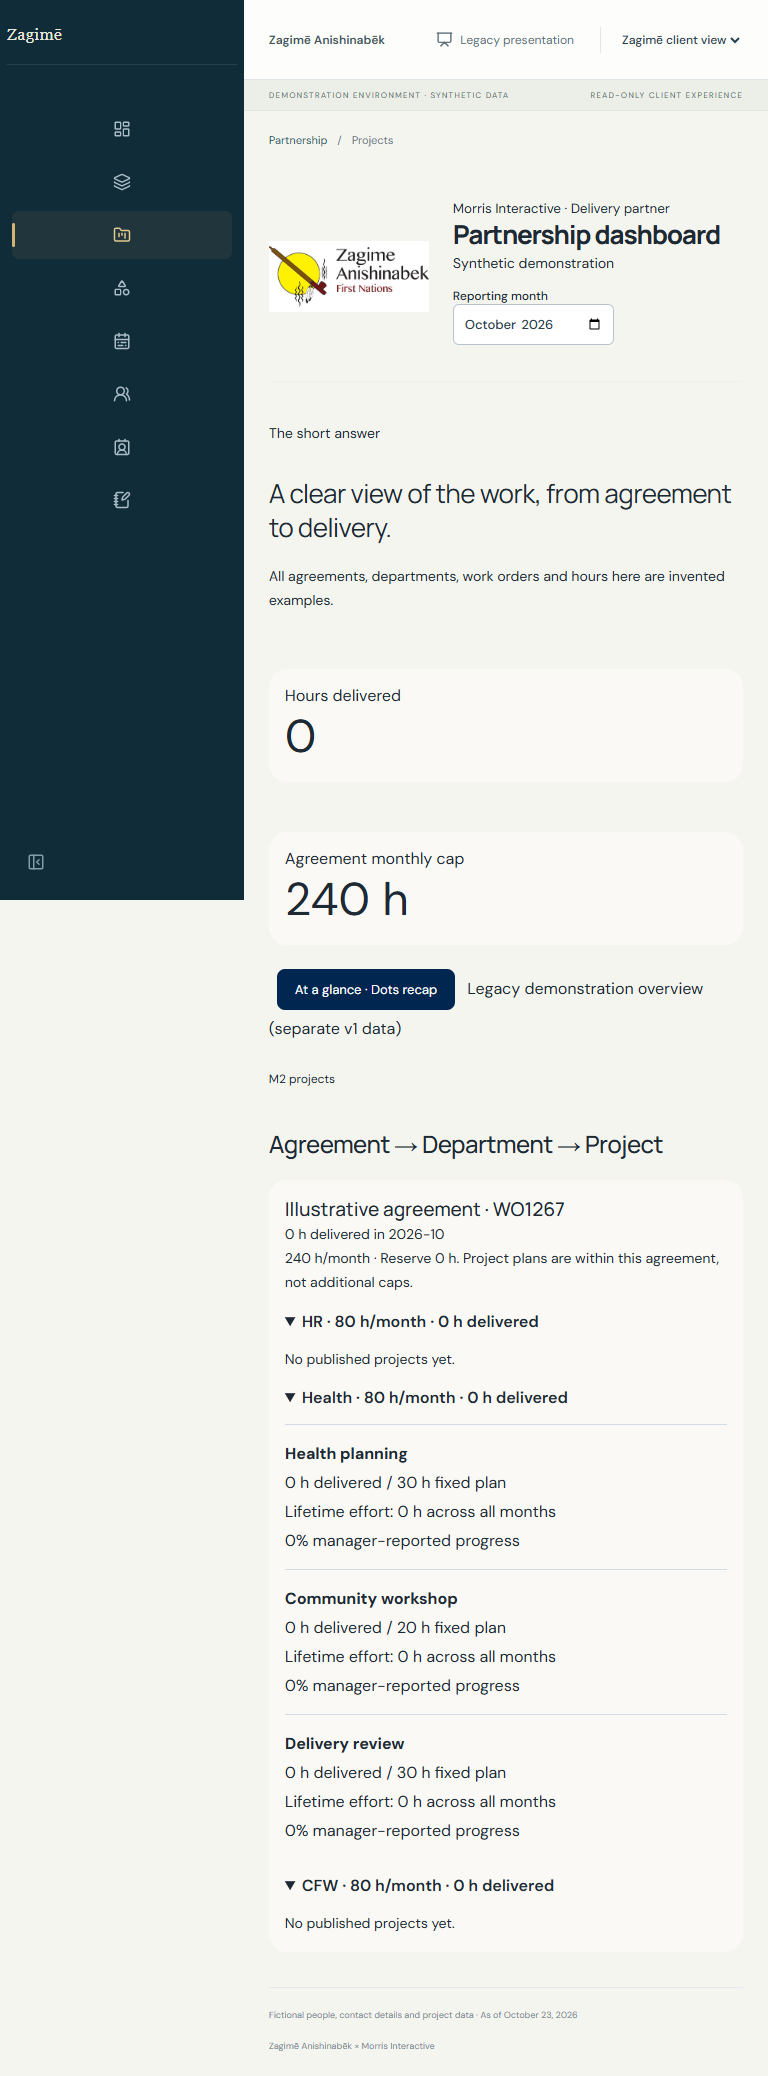 Zagimē
Zagimē Anishinabēk
Legacy presentation
Zagimē client view
DEMONSTRATION ENVIRONMENT · SYNTHETIC DATA
READ-ONLY CLIENT EXPERIENCE
Partnership / Projects
Zagime
Anishinabek
First Nations
Morris Interactive · Delivery partner
Partnership dashboard
Synthetic demonstration
Reporting month
October 2026
The short answer
A clear view of the work, from agreement
to delivery.
All agreements, departments, work orders and hours here are invented
examples.
Hours delivered
0
Agreement monthly cap
240 h
At a glance · Dots recap
Legacy demonstration overview
(separate v1 data)
M2 projects
Agreement → Department → Project
Illustrative agreement · WO1267
0 h delivered in 2026-10
240 h/month · Reserve 0 h. Project plans are within this agreement,
not additional caps.
▼ HR · 80 h/month · 0 h delivered
No published projects yet.
▼ Health · 80 h/month · 0 h delivered
Health planning
0 h delivered / 30 h fixed plan
Lifetime effort: 0 h across all months
0% manager-reported progress
Community workshop
0 h delivered / 20 h fixed plan
Lifetime effort: 0 h across all months
0% manager-reported progress
Delivery review
0 h delivered / 30 h fixed plan
Lifetime effort: 0 h across all months
0% manager-reported progress
▼ CFW · 80 h/month · 0 h delivered
No published projects yet.
Fictional people, contact details and project data · As of October 23, 2026
Zagimē Anishinabēk × Morris Interactive